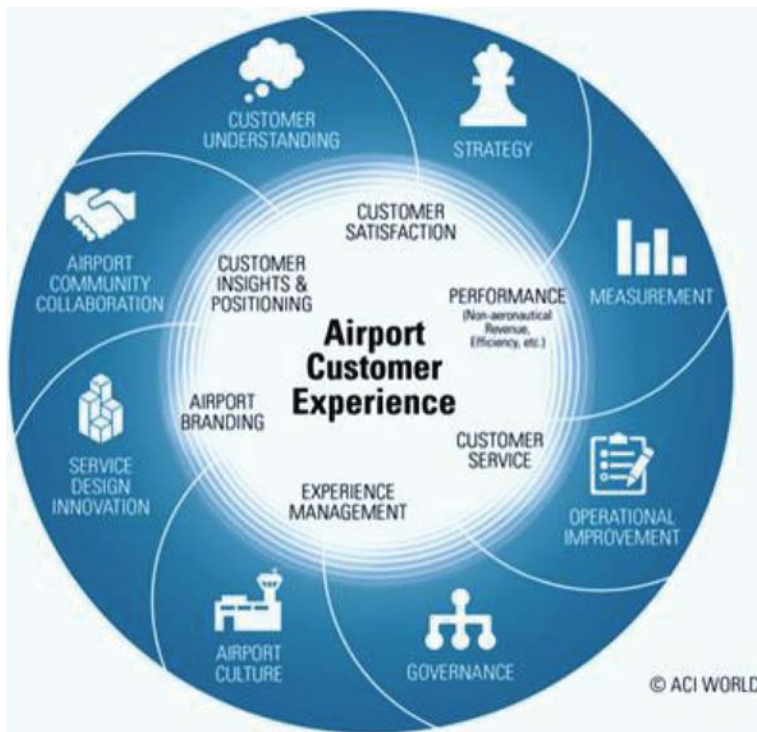 CUSTOMER
UNDERSTANDING
STRATEGY
MEASUREMENT
OPERATIONAL
IMPROVEMENT
GOVERNANCE
AIRPORT
CULTURE
SERVICE
DESIGN
INNOVATION
AIRPORT
COMMUNITY
COLLABORATION
CUSTOMER
SATISFACTION
PERFORMANCE
(Non-aeronautical
Revenue,
Efficiency, etc.)
CUSTOMER
SERVICE
EXPERIENCE
MANAGEMENT
AIRPORT
BRANDING
CUSTOMER
INSIGHTS &
POSITIONING
Airport
Customer
Experience
© ACI WORLD